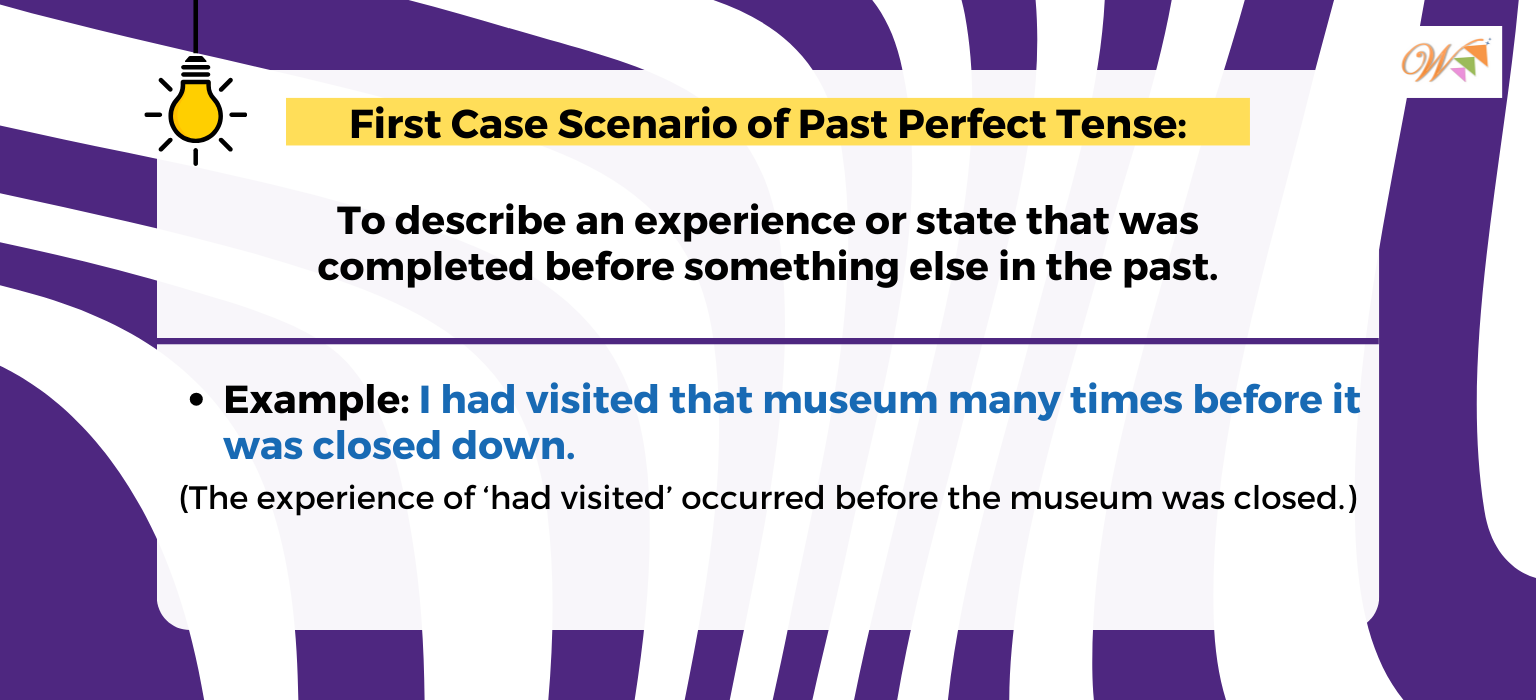 W
First Case Scenario of Past Perfect Tense:
To describe an experience or state that was
completed before something else in the past.
• Example: I had visited that museum many times before it
was closed down.
(The experience of ‘had visited’ occurred before the museum was closed.)